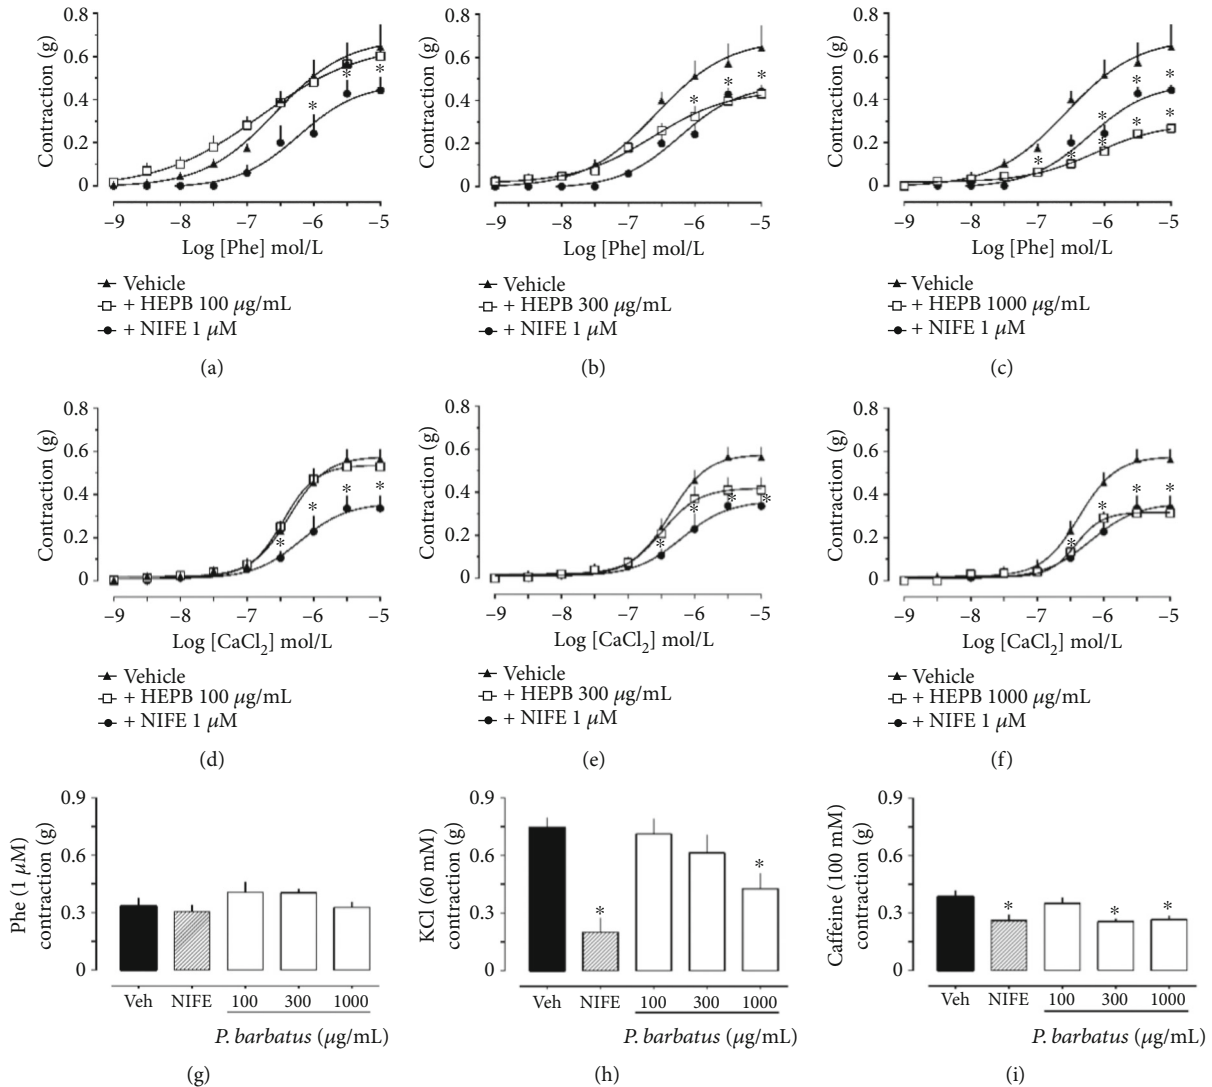 0.8
0.6
0.4
0.2
0
Contraction (g)
–9 –8 –7 –6 –5
Log [Phe] mol/L
Vehicle
+ HEPB 100 μg/mL
+ NIFE 1 μM
(a)
* * *
0.8
0.6
0.4
0.2
0
Contraction (g)
–9 –8 –7 –6 –5
Log [Phe] mol/L
Vehicle
+ HEPB 300 μg/mL
+ NIFE 1 μM
(b)
* * *
0.8
0.6
0.4
0.2
0
Contraction (g)
–9 –8 –7 –6 –5
Log [Phe] mol/L
Vehicle
+ HEPB 1000 μg/mL
+ NIFE 1 μM
(c)
* * * * * * * *
0.8
0.6
0.4
0.2
0
Contraction (g)
–9 –8 –7 –6 –5
Log [CaCl₂] mol/L
Vehicle
+ HEPB 100 μg/mL
+ NIFE 1 μM
(d)
* * * *
0.8
0.6
0.4
0.2
0
Contraction (g)
–9 –8 –7 –6 –5
Log [CaCl₂] mol/L
Vehicle
+ HEPB 300 μg/mL
+ NIFE 1 μM
(e)
* * * *
0.8
0.6
0.4
0.2
0
Contraction (g)
–9 –8 –7 –6 –5
Log [CaCl₂] mol/L
Vehicle
+ HEPB 1000 μg/mL
+ NIFE 1 μM
(f)
* * * *
0.9
0.6
0.3
0
Phe (1 μM)
contraction (g)
Veh NIFE 100 300 1000
P. barbatus (μg/mL)
(g)
0.9
0.6
0.3
0
KCl (60 mM)
contraction (g)
* *
Veh NIFE 100 300 1000
P. barbatus (μg/mL)
(h)
0.9
0.6
0.3
0
Caffeine (100 mM)
contraction (g)
* * *
Veh NIFE 100 300 1000
P. barbatus (μg/mL)
(i)